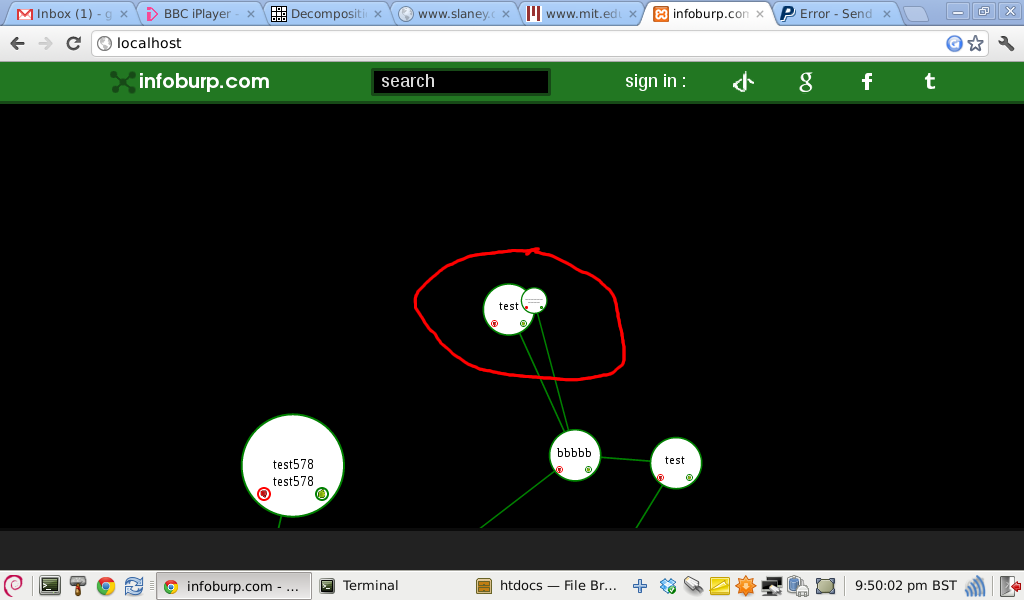 Inbox (1) - g
BBC iPlayer -
Decompositi
www.slaney.
www.mit.edu
infoburp.com
Error - Send
localhost
infoburp.com
search
sign in :
g
f
t
test
bbbbb
test
test578
test578
infoburp.com - ...
Terminal
htdocs — File Br...
9:50:02 pm BST